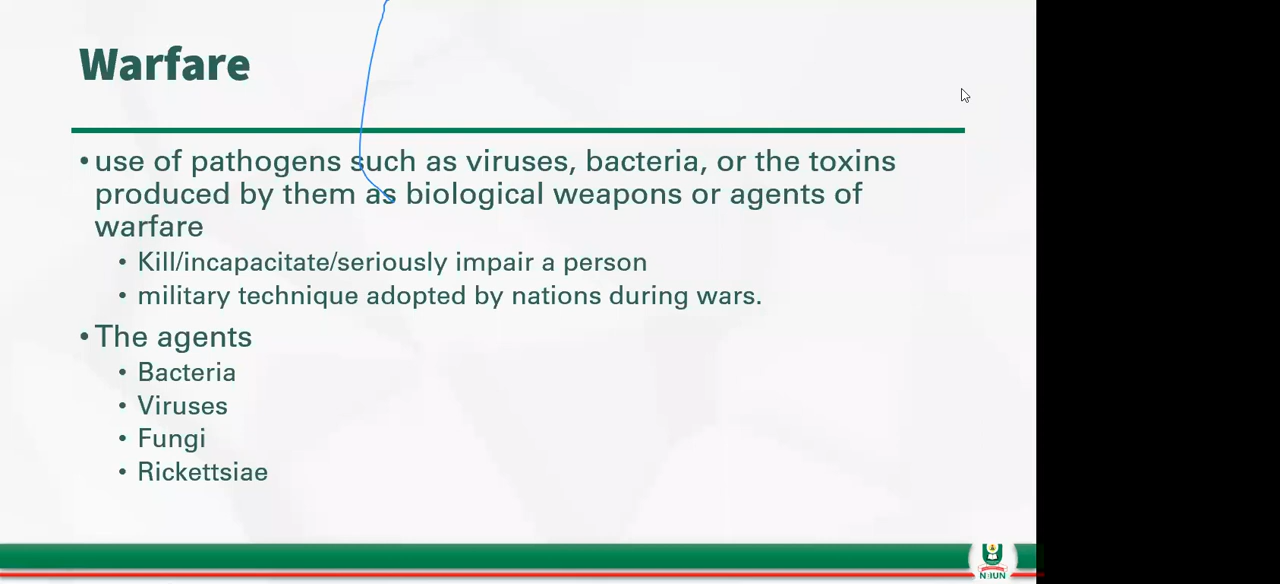 Warfare
• use of pathogens such as viruses, bacteria, or the toxins
produced by them as biological weapons or agents of
warfare
• Kill/incapacitate/seriously impair a person
• military technique adopted by nations during wars.
• The agents
• Bacteria
• Viruses
• Fungi
• Rickettsiae